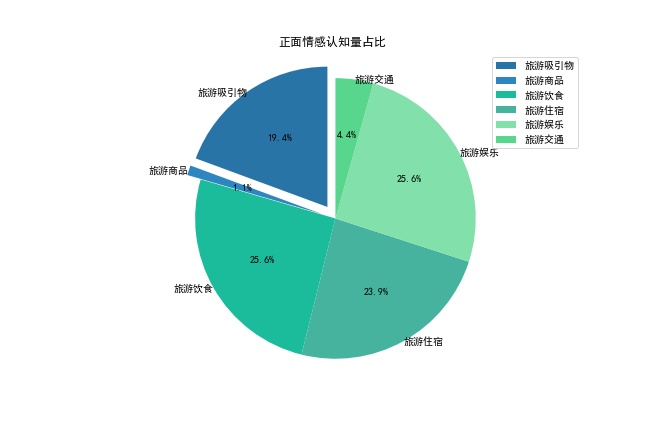 正面情感认知量占比
旅游吸引物
旅游商品
旅游饮食
旅游住宿
旅游娱乐
旅游交通
旅游交通
旅游吸引物
4.4%
19.4%
旅游娱乐
旅游商品
25.6%
1.1%
25.6%
旅游饮食
23.9%
旅游住宿